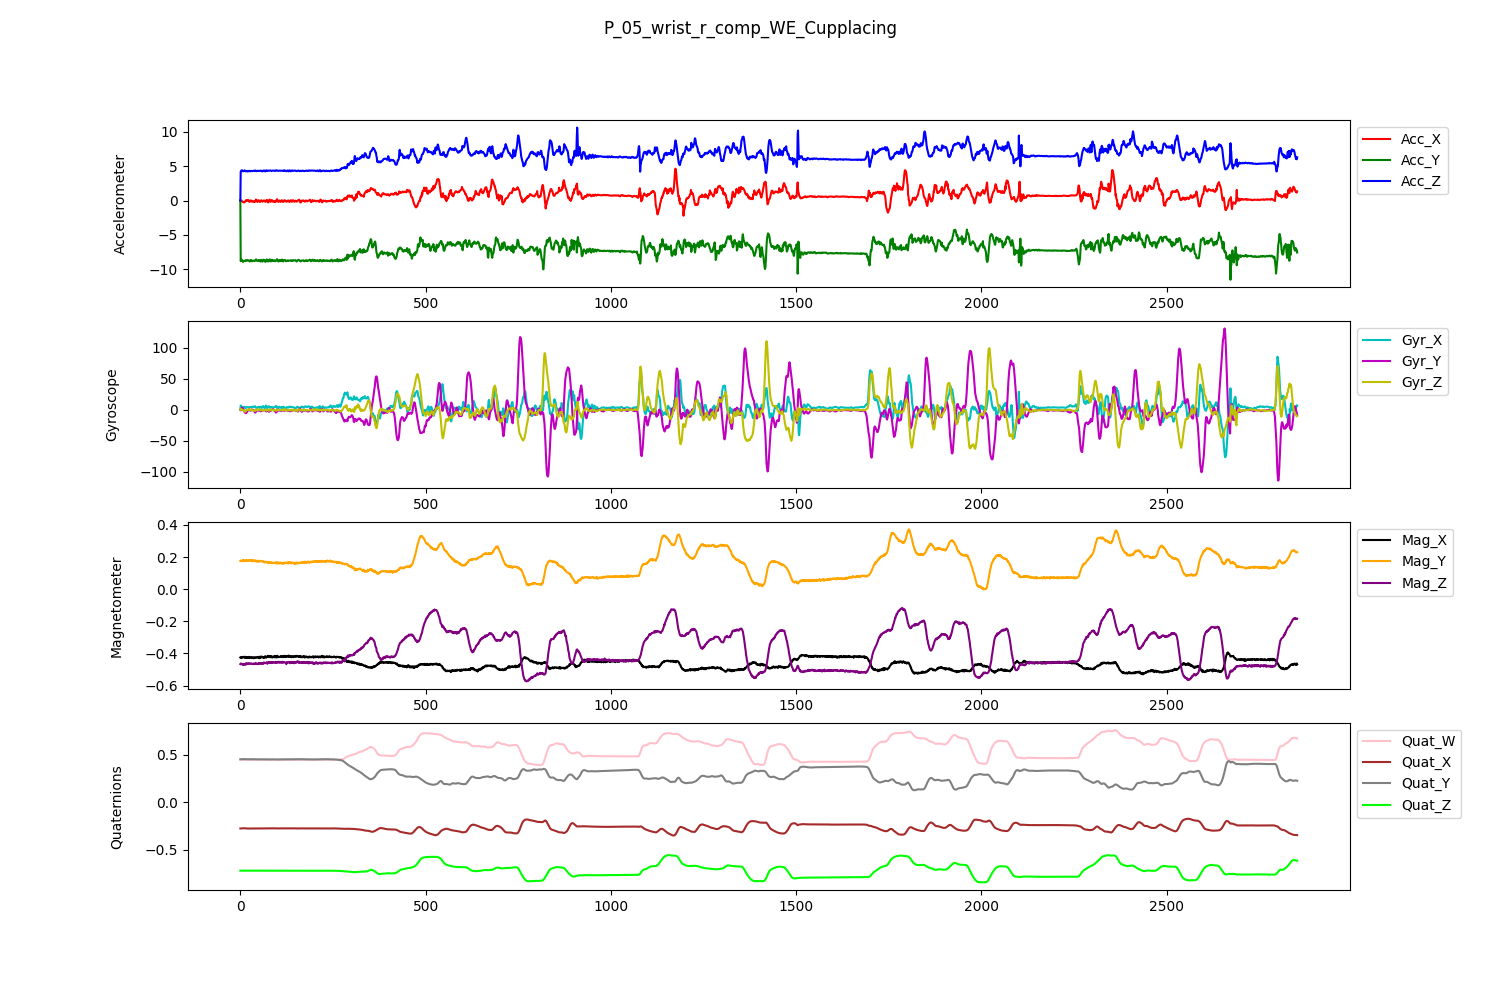 P_05_wrist_r_comp_WE_Cupplacing
Accelerometer
10
5
0
−5
−10
0 500 1000 1500 2000 2500
Acc_X
Acc_Y
Acc_Z
Gyroscope
100
50
0
−50
−100
0 500 1000 1500 2000 2500
Gyr_X
Gyr_Y
Gyr_Z
Magnetometer
0.4
0.2
0.0
−0.2
−0.4
−0.6
0 500 1000 1500 2000 2500
Mag_X
Mag_Y
Mag_Z
Quaternions
0.5
0.0
−0.5
0 500 1000 1500 2000 2500
Quat_W
Quat_X
Quat_Y
Quat_Z